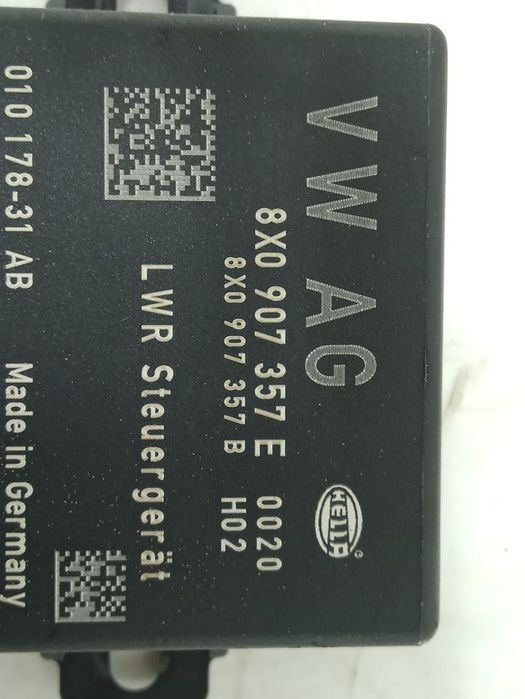 VW AG
8X0 907 357 E 0020
8X0 907 357 B H02
HELLA
LWR Steuergerät
010 178-31 AB Made in Germany